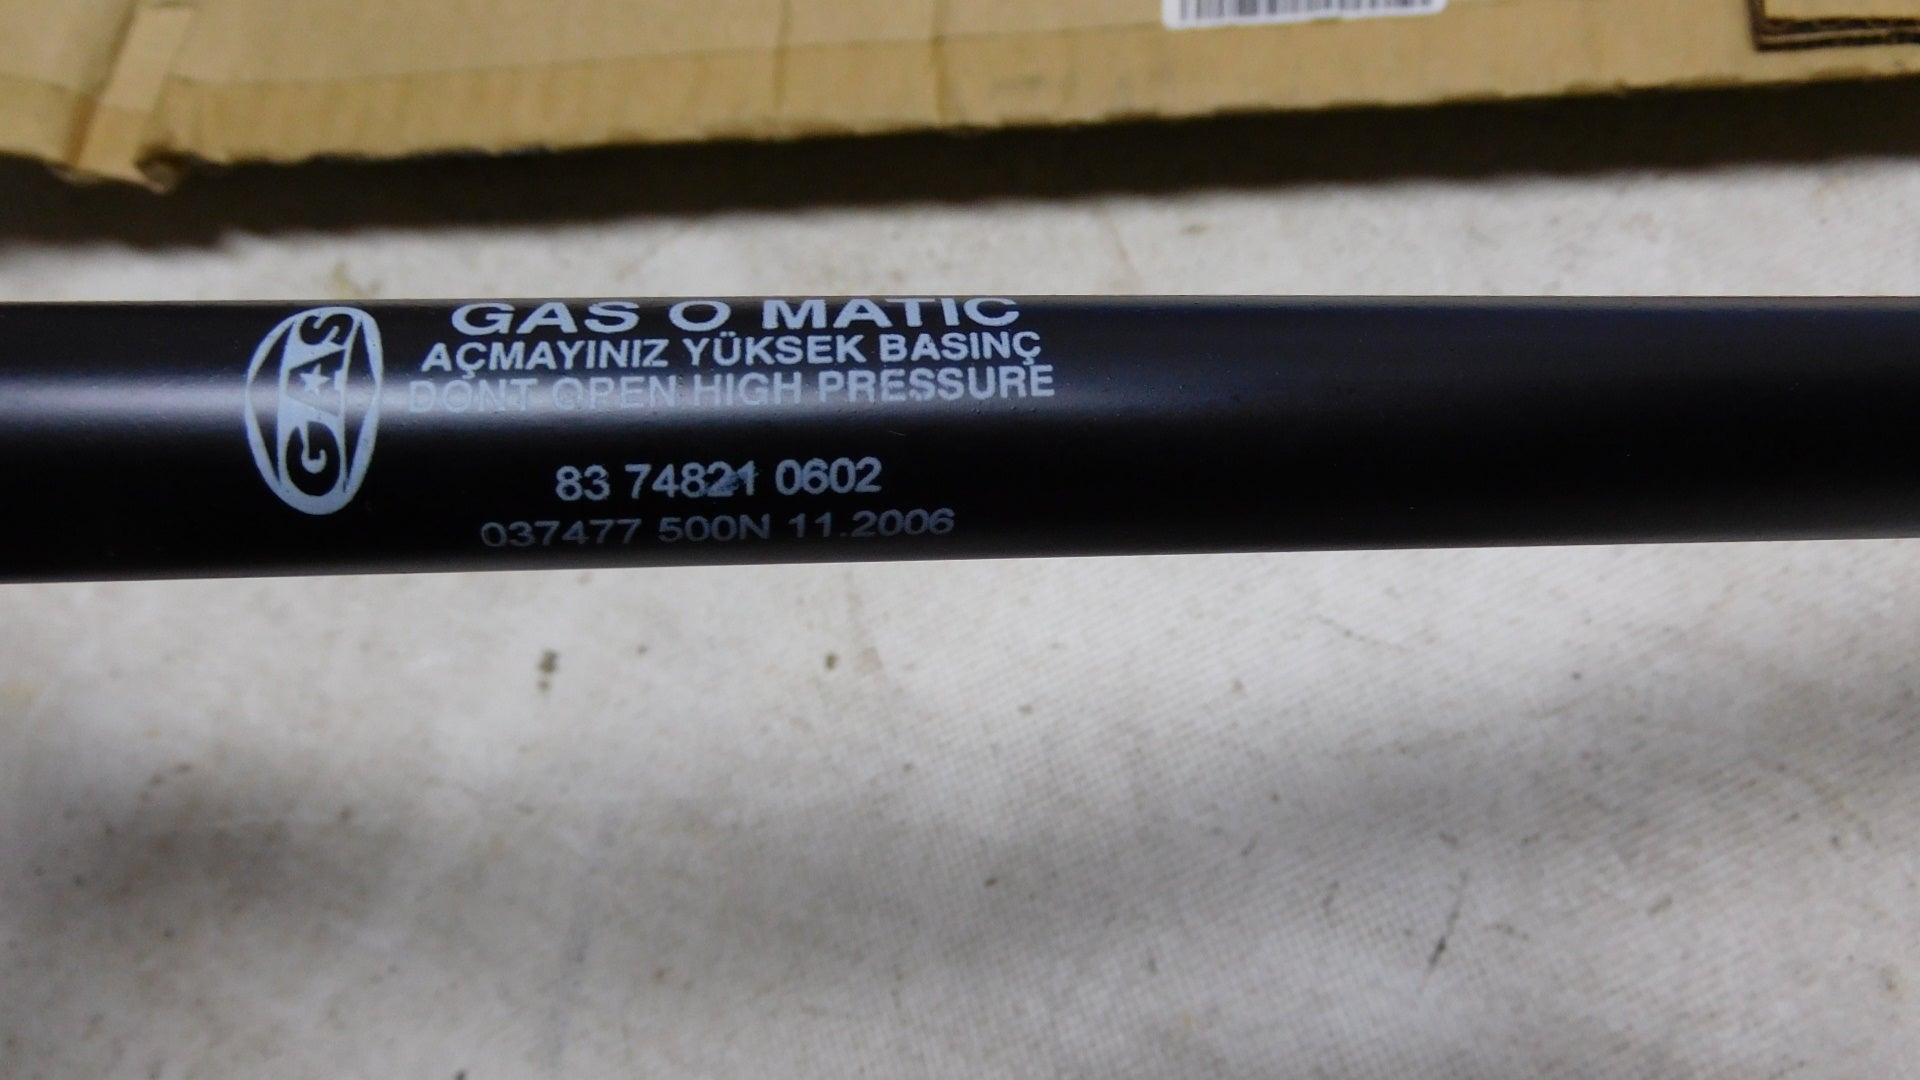 GAS
GAS O MATIC
AÇMAYINIZ YÜKSEK BASINÇ
DONT OPEN HIGH PRESSURE
83 74821 0602
037477 500N 11.2006